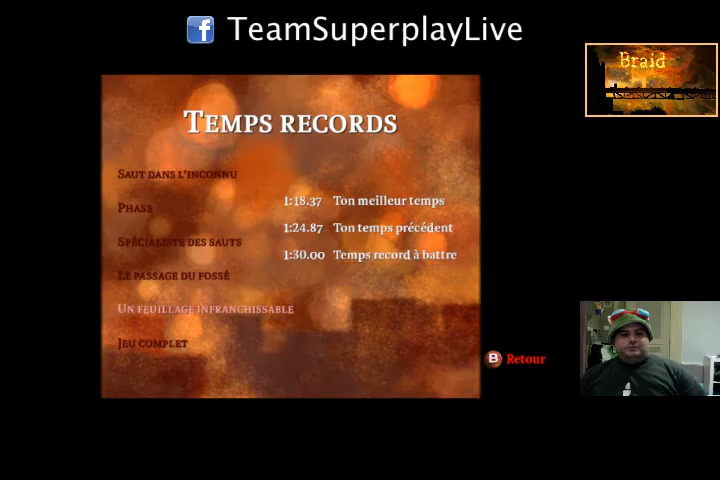 f TeamSuperplayLive
Braid
Temps records
Saut dans l'inconnu
1:18.37 Ton meilleur temps
Phase
1:24.87 Ton temps précédent
Spécialiste des sauts
1:30.00 Temps record à battre
Le passage du fossé
Un feuillage infranchissable
Jeu complet
B Retour